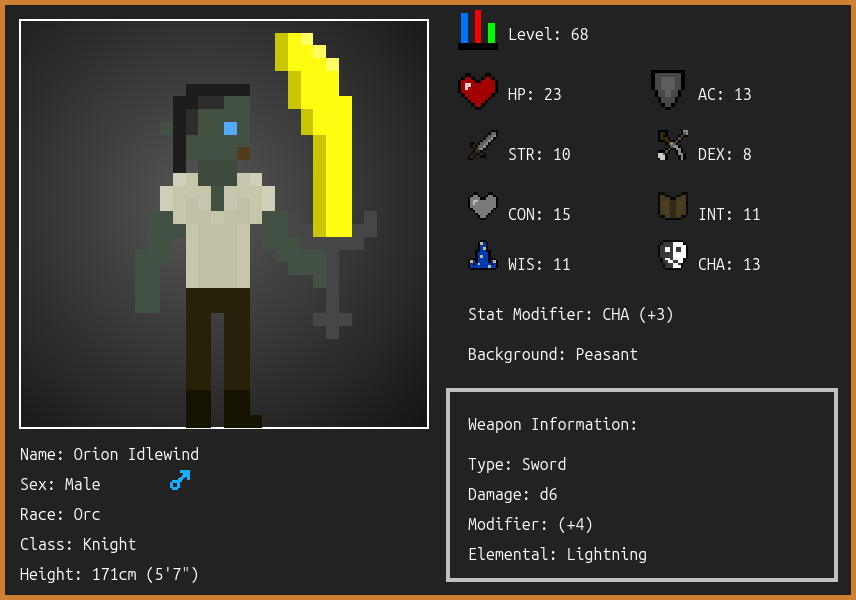 Level: 68
HP: 23
AC: 13
STR: 10
DEX: 8
CON: 15
INT: 11
WIS: 11
CHA: 13
Stat Modifier: CHA (+3)
Background: Peasant
Weapon Information:
Type: Sword
Damage: d6
Modifier: (+4)
Elemental: Lightning
Name: Orion Idlewind
Sex: Male ♂
Race: Orc
Class: Knight
Height: 171cm (5'7")